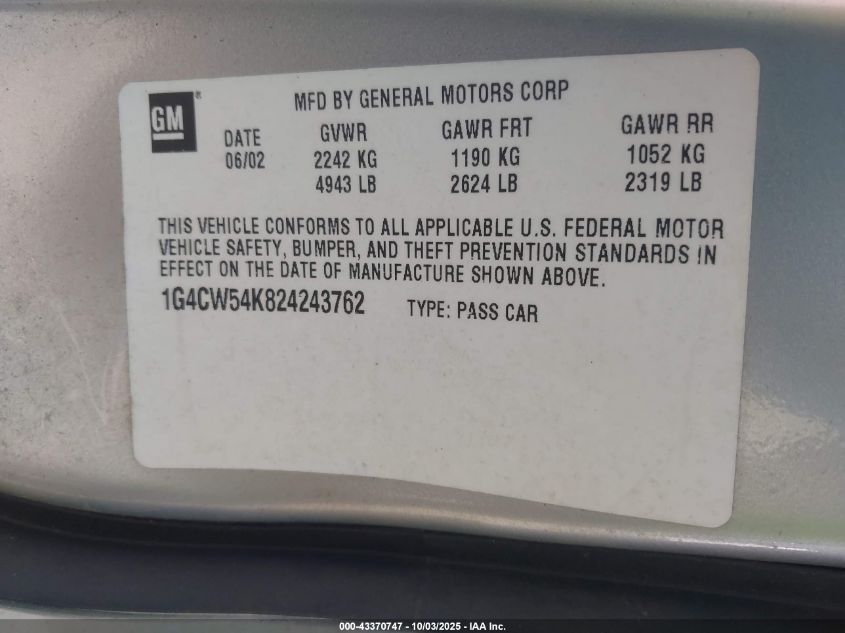 GM®
MFD BY GENERAL MOTORS CORP
DATE GVWR GAWR FRT GAWR RR
06/02 2242 KG 1190 KG 1052 KG
4943 LB 2624 LB 2319 LB
THIS VEHICLE CONFORMS TO ALL APPLICABLE U.S. FEDERAL MOTOR
VEHICLE SAFETY, BUMPER, AND THEFT PREVENTION STANDARDS IN
EFFECT ON THE DATE OF MANUFACTURE SHOWN ABOVE.
1G4CW54K824243762 TYPE: PASS CAR
000-43370747 - 10/03/2025 - IAA Inc.